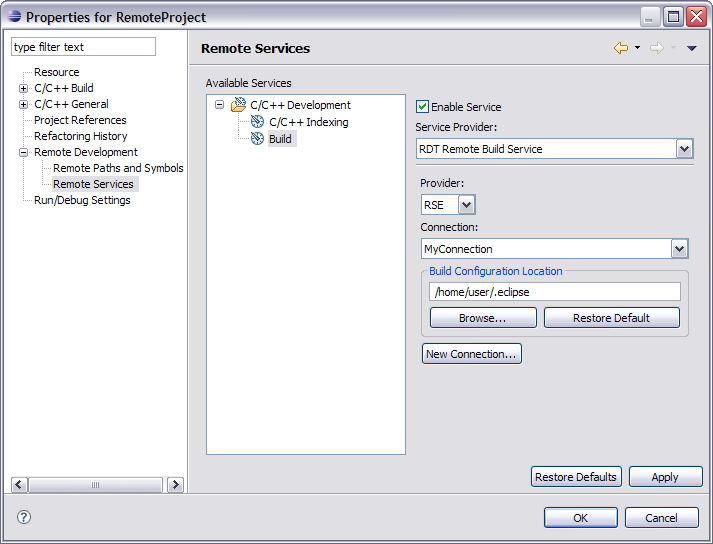 Properties for RemoteProject
type filter text
Resource
C/C++ Build
C/C++ General
Project References
Refactoring History
Remote Development
Remote Paths and Symbols
Remote Services
Run/Debug Settings
Remote Services
Available Services
C/C++ Development
C/C++ Indexing
Build
Enable Service
Service Provider:
RDT Remote Build Service
Provider:
RSE
Connection:
MyConnection
Build Configuration Location
/home/user/.eclipse
Browse... Restore Default
New Connection...
Restore Defaults Apply
OK Cancel